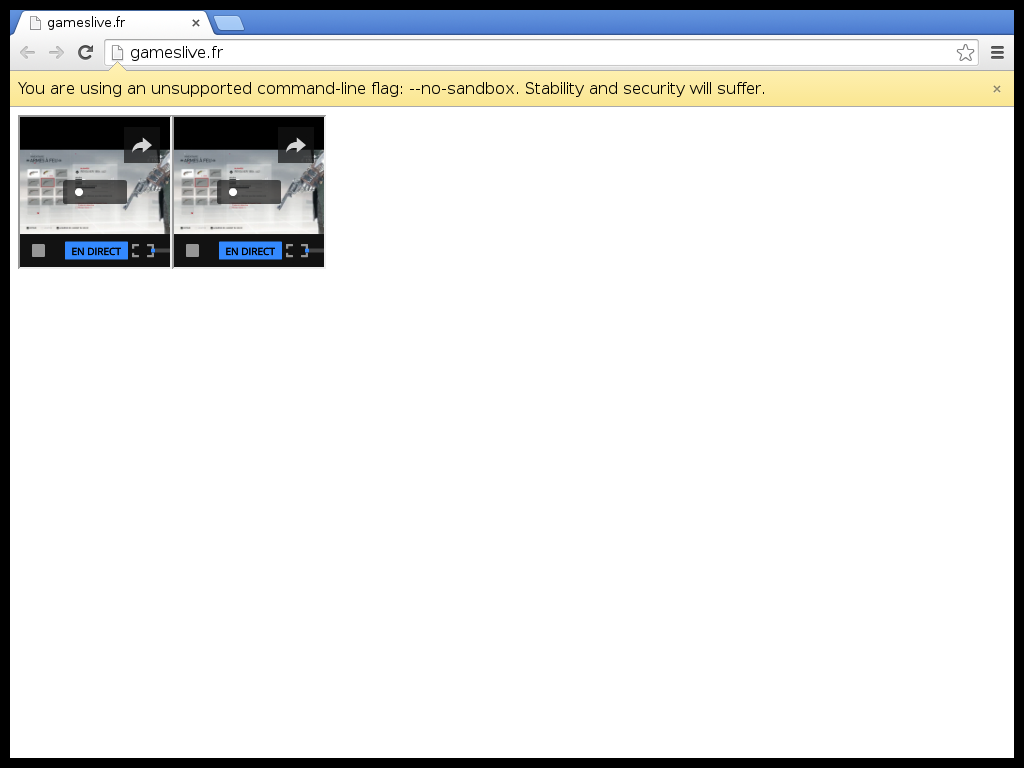 gameslive.fr
gameslive.fr
You are using an unsupported command-line flag: --no-sandbox. Stability and security will suffer.
EN DIRECT EN DIRECT